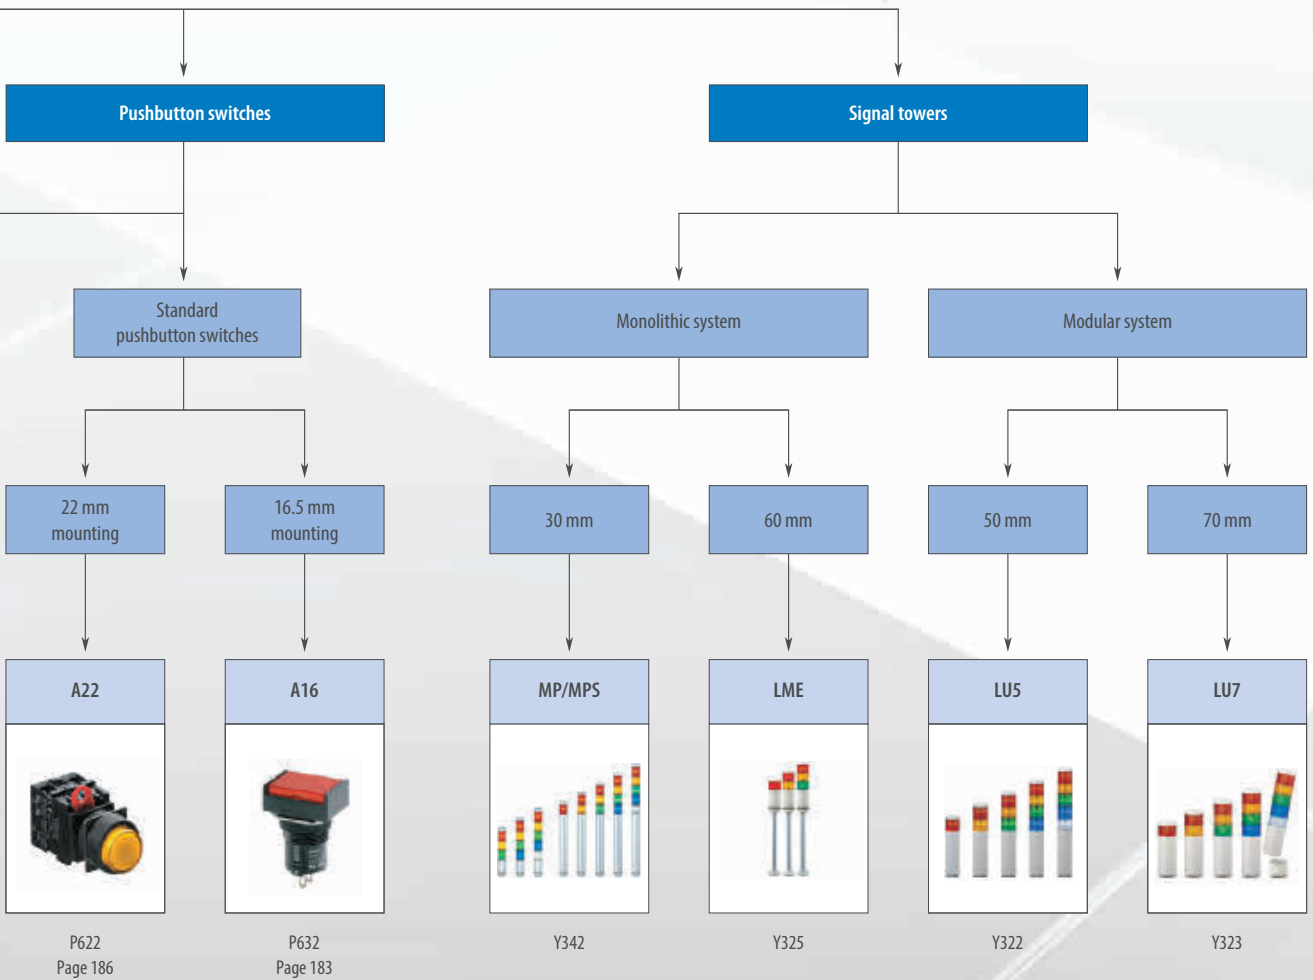 Pushbutton switches
Signal towers
Standard
pushbutton switches
Monolithic system
Modular system
22 mm
mounting
16.5 mm
mounting
30 mm
60 mm
50 mm
70 mm
A22
A16
MP/MPS
LME
LU5
LU7
P622
Page 186
P632
Page 183
Y342
Y325
Y322
Y323